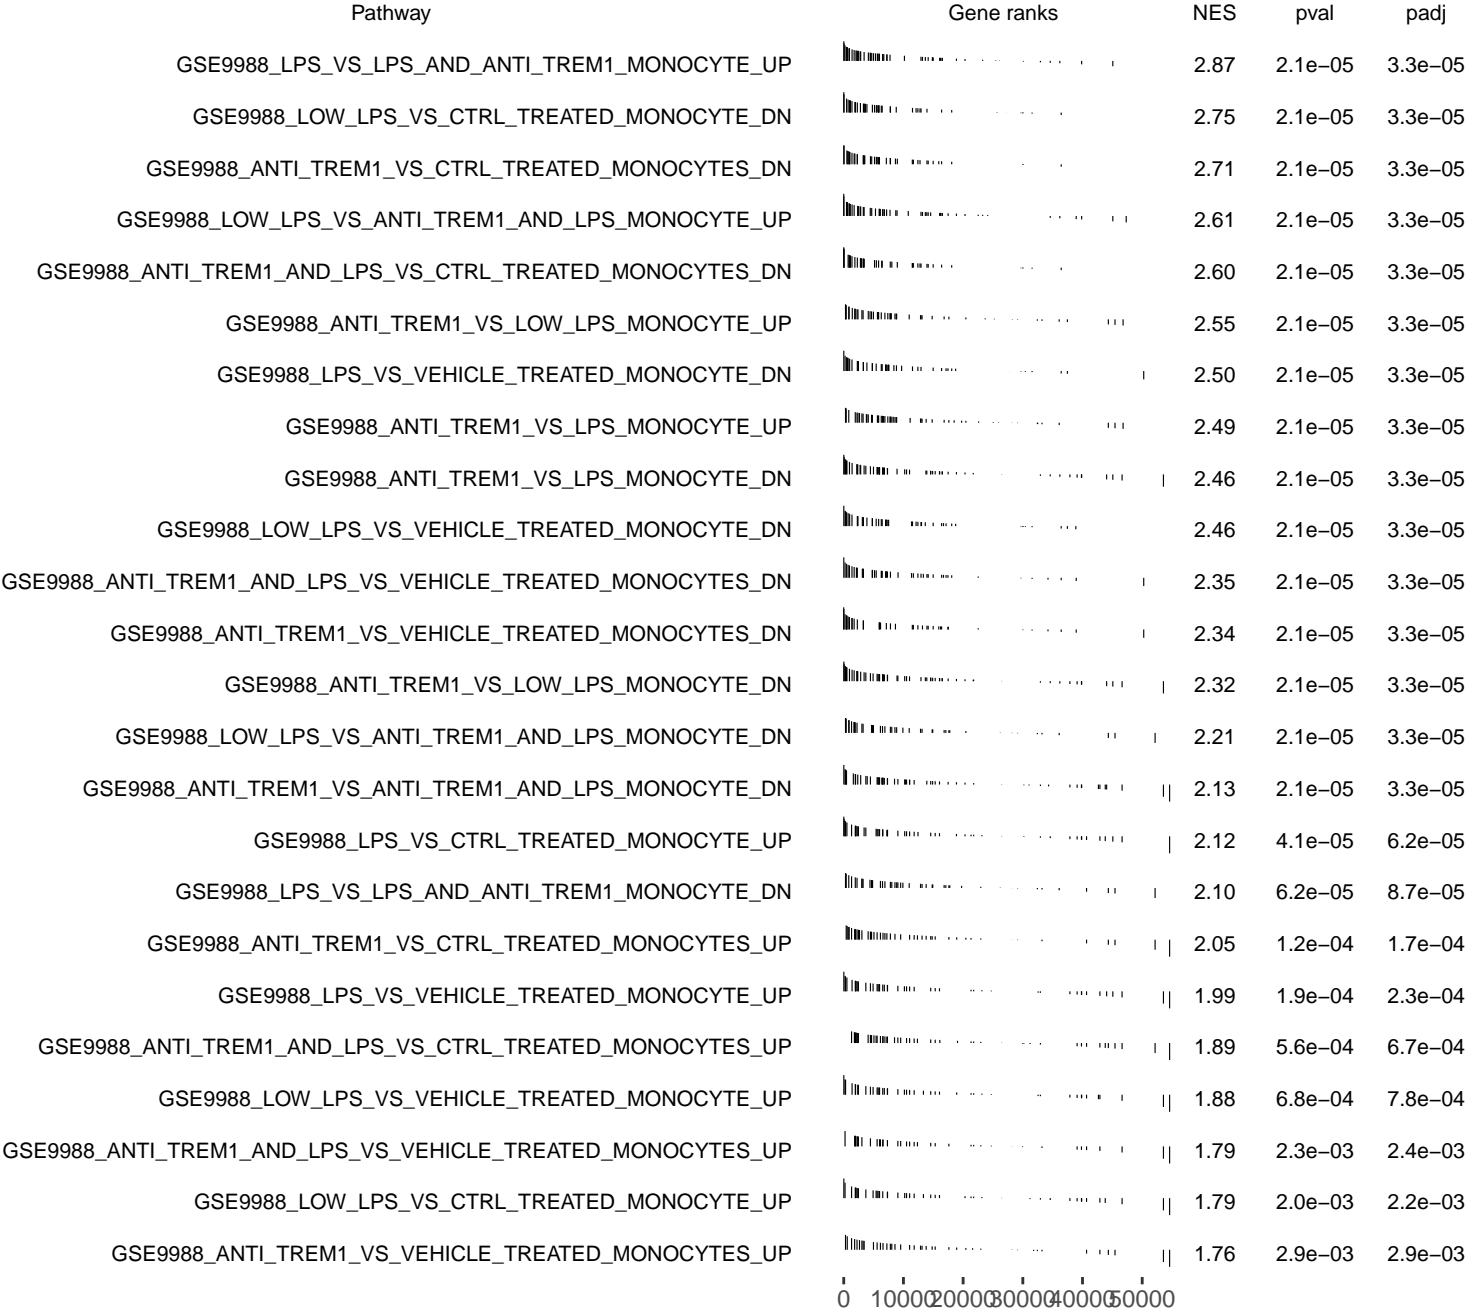 Pathway Gene ranks NES pval padj
GSE9988_LPS_VS_LPS_AND_ANTI_TREM1_MONOCYTE_UP 2.87 2.1e−05 3.3e−05
GSE9988_LOW_LPS_VS_CTRL_TREATED_MONOCYTE_DN 2.75 2.1e−05 3.3e−05
GSE9988_ANTI_TREM1_VS_CTRL_TREATED_MONOCYTES_DN 2.71 2.1e−05 3.3e−05
GSE9988_LOW_LPS_VS_ANTI_TREM1_AND_LPS_MONOCYTE_UP 2.61 2.1e−05 3.3e−05
GSE9988_ANTI_TREM1_AND_LPS_VS_CTRL_TREATED_MONOCYTES_DN 2.60 2.1e−05 3.3e−05
GSE9988_ANTI_TREM1_VS_LOW_LPS_MONOCYTE_UP 2.55 2.1e−05 3.3e−05
GSE9988_LPS_VS_VEHICLE_TREATED_MONOCYTE_DN 2.50 2.1e−05 3.3e−05
GSE9988_ANTI_TREM1_VS_LPS_MONOCYTE_UP 2.49 2.1e−05 3.3e−05
GSE9988_ANTI_TREM1_VS_LPS_MONOCYTE_DN 2.46 2.1e−05 3.3e−05
GSE9988_LOW_LPS_VS_VEHICLE_TREATED_MONOCYTE_DN 2.46 2.1e−05 3.3e−05
GSE9988_ANTI_TREM1_AND_LPS_VS_VEHICLE_TREATED_MONOCYTES_DN 2.35 2.1e−05 3.3e−05
GSE9988_ANTI_TREM1_VS_VEHICLE_TREATED_MONOCYTES_DN 2.34 2.1e−05 3.3e−05
GSE9988_ANTI_TREM1_VS_LOW_LPS_MONOCYTE_DN 2.32 2.1e−05 3.3e−05
GSE9988_LOW_LPS_VS_ANTI_TREM1_AND_LPS_MONOCYTE_DN 2.21 2.1e−05 3.3e−05
GSE9988_ANTI_TREM1_VS_ANTI_TREM1_AND_LPS_MONOCYTE_DN 2.13 2.1e−05 3.3e−05
GSE9988_LPS_VS_CTRL_TREATED_MONOCYTE_UP 2.12 4.1e−05 6.2e−05
GSE9988_LPS_VS_LPS_AND_ANTI_TREM1_MONOCYTE_DN 2.10 6.2e−05 8.7e−05
GSE9988_ANTI_TREM1_VS_CTRL_TREATED_MONOCYTES_UP 2.05 1.2e−04 1.7e−04
GSE9988_LPS_VS_VEHICLE_TREATED_MONOCYTE_UP 1.99 1.9e−04 2.3e−04
GSE9988_ANTI_TREM1_AND_LPS_VS_CTRL_TREATED_MONOCYTES_UP 1.89 5.6e−04 6.7e−04
GSE9988_LOW_LPS_VS_VEHICLE_TREATED_MONOCYTE_UP 1.88 6.8e−04 7.8e−04
GSE9988_ANTI_TREM1_AND_LPS_VS_VEHICLE_TREATED_MONOCYTES_UP 1.79 2.3e−03 2.4e−03
GSE9988_LOW_LPS_VS_CTRL_TREATED_MONOCYTE_UP 1.79 2.0e−03 2.2e−03
GSE9988_ANTI_TREM1_VS_VEHICLE_TREATED_MONOCYTES_UP 1.76 2.9e−03 2.9e−03
0 10000 20000 30000 40000 50000